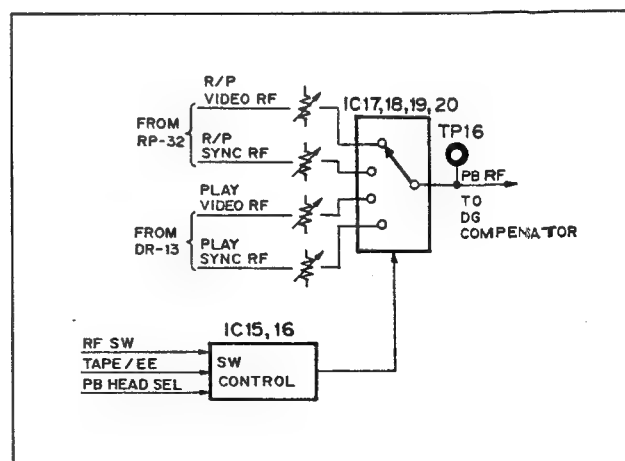 R/P
VIDEO RF
FROM
RP-32
R/P
SYNC RF
PLAY
VIDEO RF
FROM
DR-13
PLAY
SYNC RF
IC17,18,19,20
TP16
PB RF
TO
DG
COMPENATOR
IC15,16
RF SW
TAPE/EE
PB HEAD SEL
SW
CONTROL